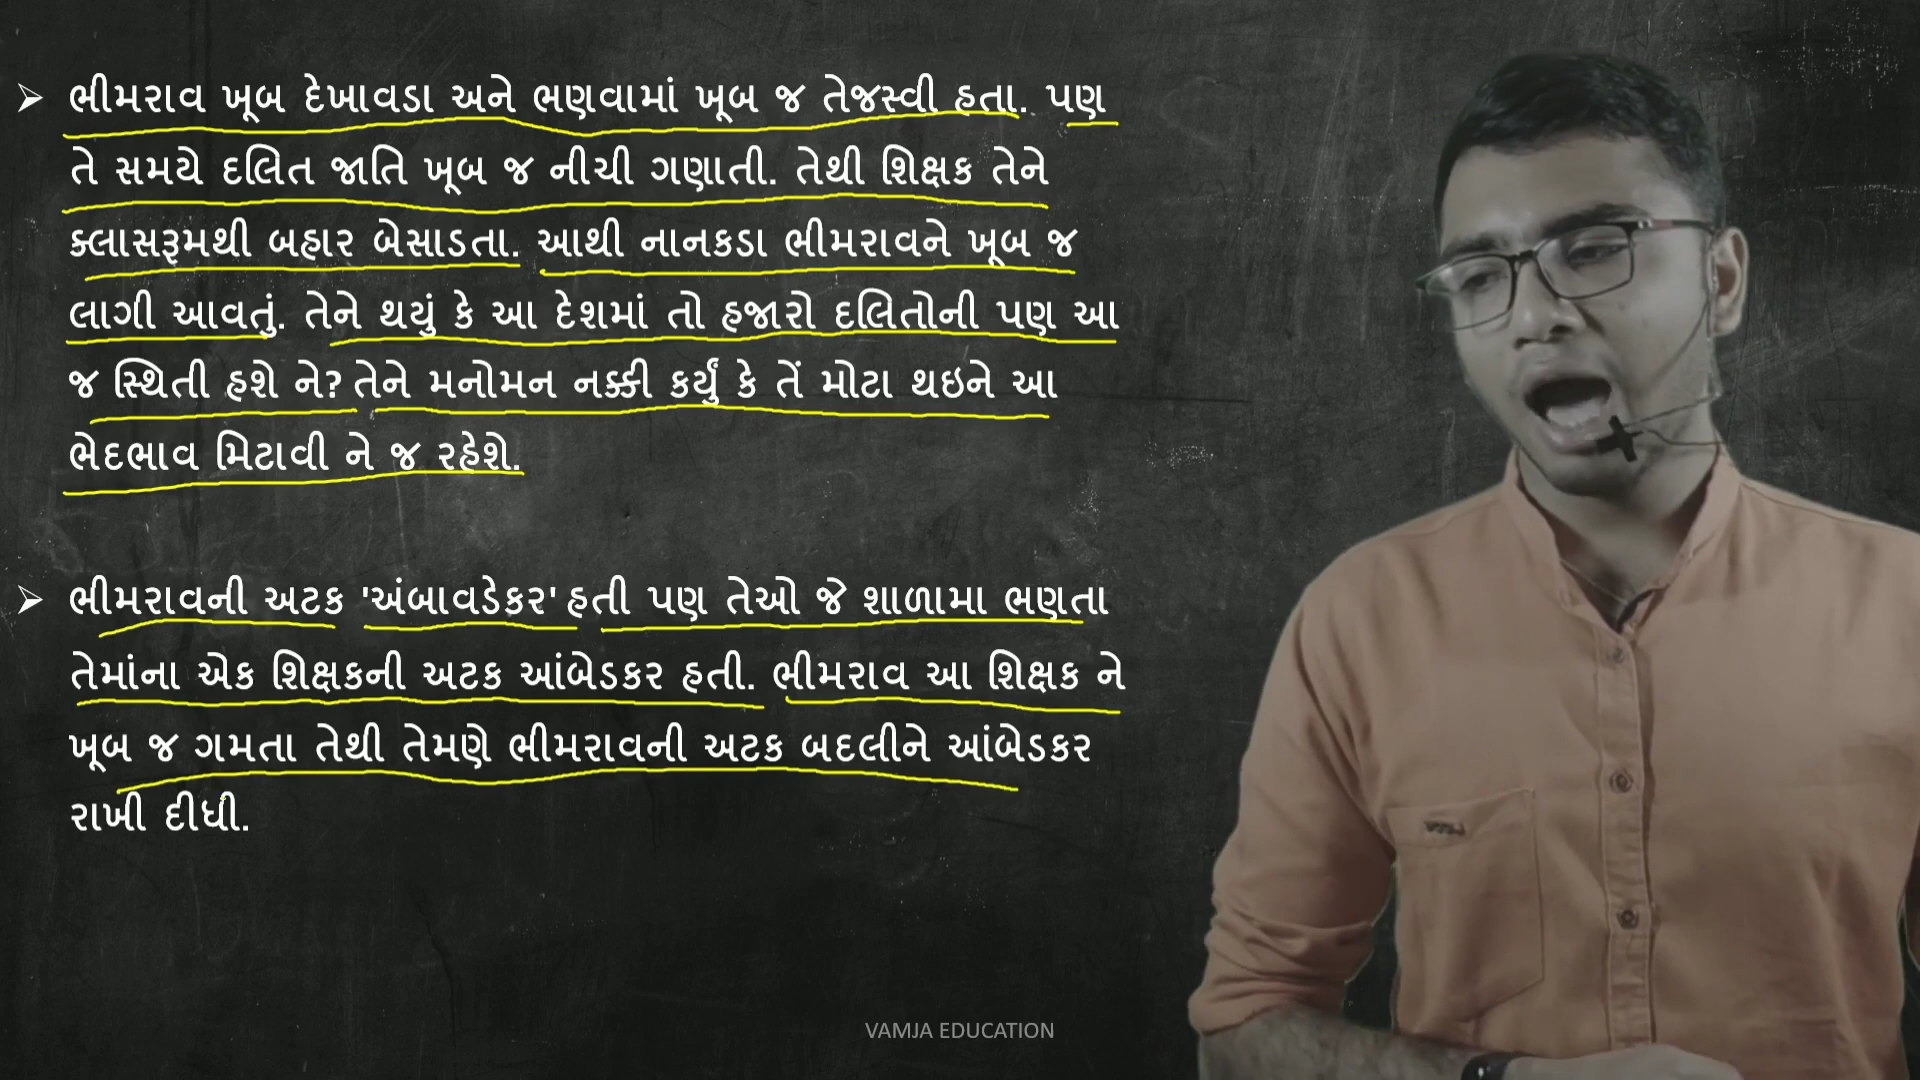 ➢ ભીમરાવ ખૂબ દેખાવડા અને ભણવામાં ખૂબ જ તેજસ્વી હતા. પણ
તે સમયે દલિત જાતિ ખૂબ જ નીચી ગણાતી. તેથી શિક્ષક તેને
ક્લાસરૂમથી બહાર બેસાડતા. આથી નાનકડા ભીમરાવને ખૂબ જ
લાગી આવતું. તેને થયું કે આ દેશમાં તો હજારો દલિતોની પણ આ
જ સ્થિતી હશે ને? તેને મનોમન નક્કી કર્યું કે તેં મોટા થઇને આ
ભેદભાવ મિટાવી ને જ રહેશે.
➢ ભીમરાવની અટક 'અંબાવડેકર' હતી પણ તેઓ જે શાળામા ભણતા
તેમાંના એક શિક્ષકની અટક આંબેડકર હતી. ભીમરાવ આ શિક્ષક ને
ખૂબ જ ગમતા તેથી તેમણે ભીમરાવની અટક બદલીને આંબેડકર
રાખી દીધી.
VAMJA EDUCATION